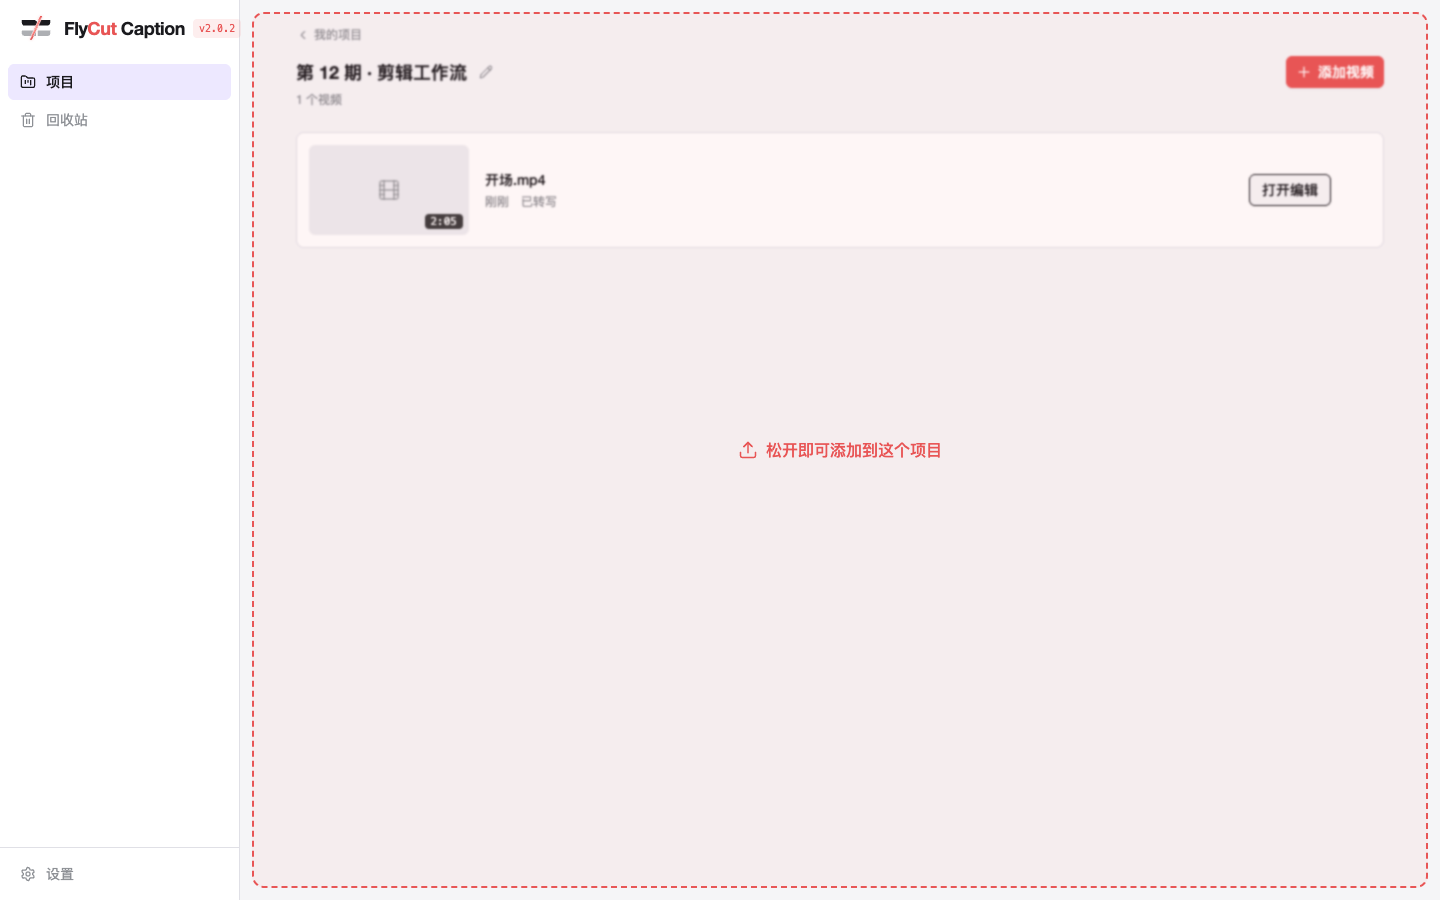 FlyCut Caption v2.0.2
项目
回收站
设置
我的项目
第 12 期 · 剪辑工作流
添加视频
1 个视频
2:05
开场.mp4
刚刚 已转写
打开编辑
松开即可添加到这个项目